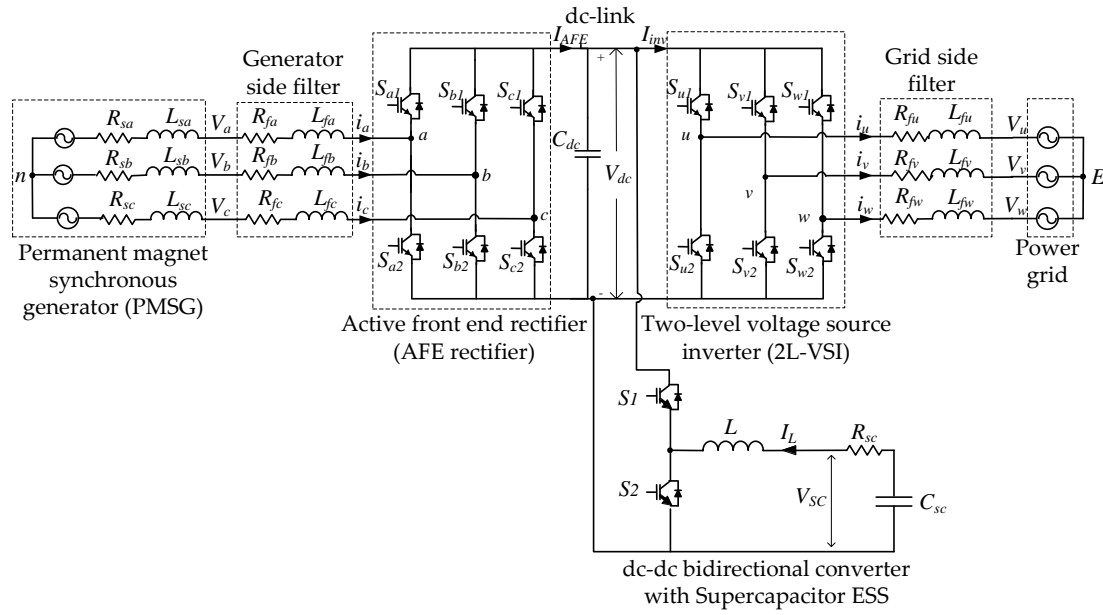 dc-link
I_AFE
I_inv
Generator
side filter
Grid side
filter
S_a1
S_b1
S_c1
S_u1
S_v1
S_w1
R_sa L_sa V_a R_fa L_fa i_a a
R_sb L_sb V_b R_fb L_fb i_b b
R_sc L_sc V_c R_fc L_fc i_c c
n
C_dc
+
V_dc
-
u i_u R_fu L_fu V_u
v i_v R_fv L_fv V_v
w i_w R_fw L_fw V_w
E
S_a2
S_b2
S_c2
S_u2
S_v2
S_w2
Permanent magnet
synchronous
generator (PMSG)
Power
grid
Active front end rectifier
(AFE rectifier)
Two-level voltage source
inverter (2L-VSI)
S1
L
I_L
R_sc
S2
V_SC
C_sc
dc-dc bidirectional converter
with Supercapacitor ESS